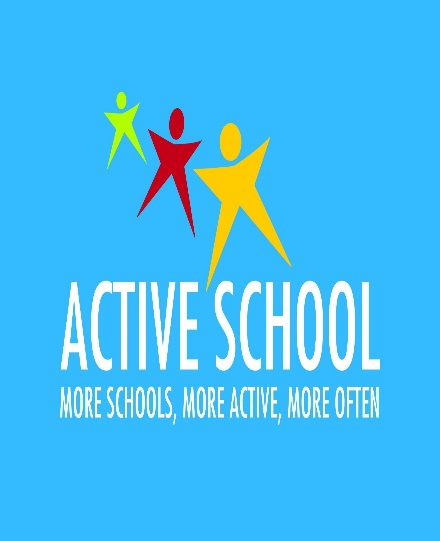 ACTIVE SCHOOL
MORE SCHOOLS, MORE ACTIVE, MORE OFTEN